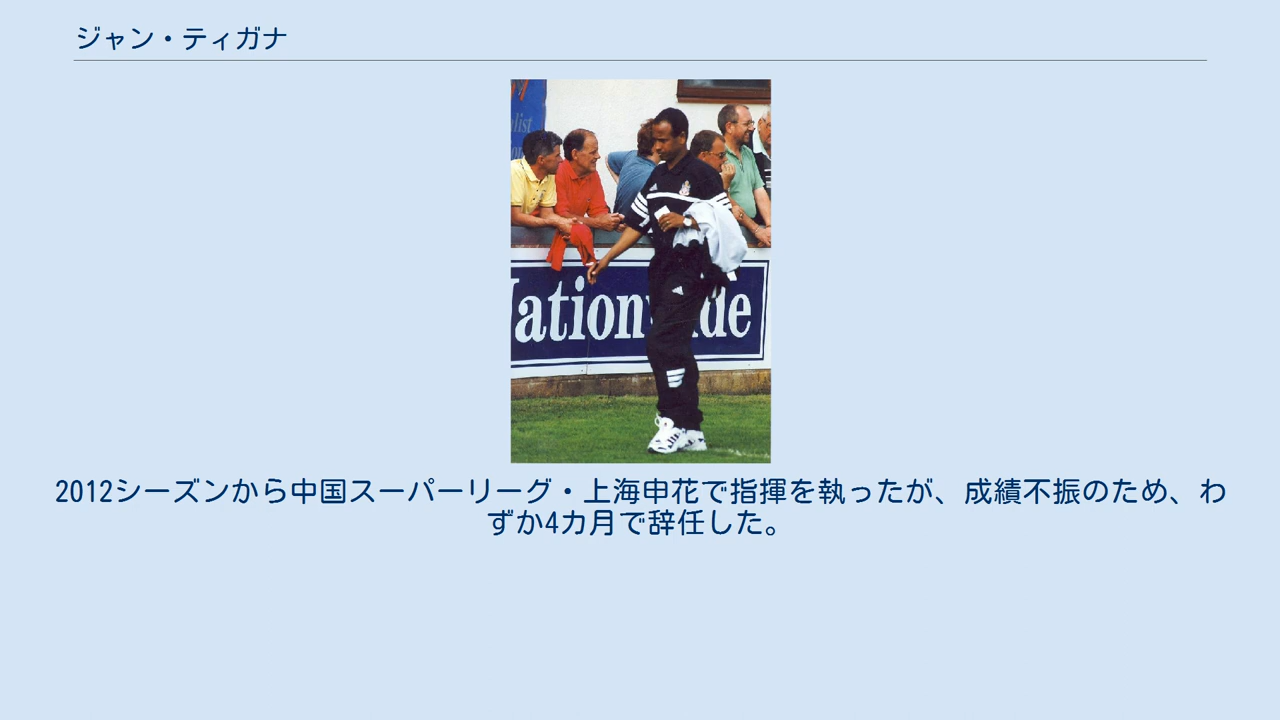 ジャン・ティガナ
alist
Nationwide
2012シーズンから中国スーパーリーグ・上海申花で指揮を執ったが、成績不振のため、わ
ずか4カ月で辞任した。